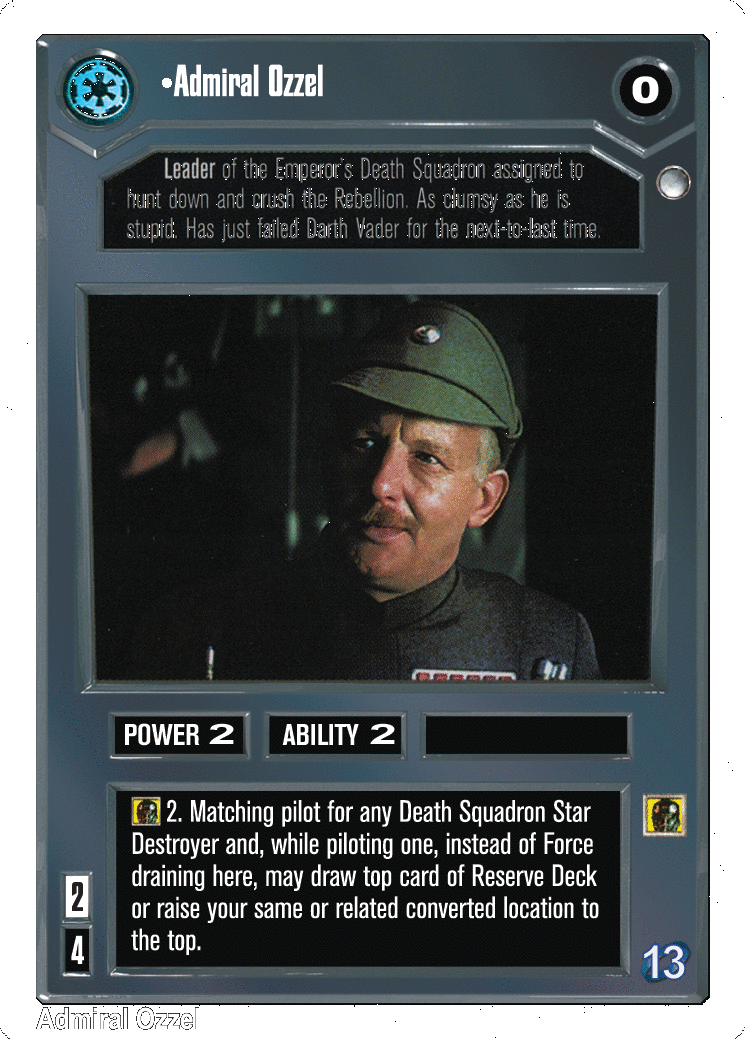 •Admiral Ozzel
0
Leader of the Emperor's Death Squadron assigned to
hunt down and crush the Rebellion. As clumsy as he is
stupid. Has just failed Darth Vader for the next-to-last time.
POWER 2
ABILITY 2
2. Matching pilot for any Death Squadron Star
Destroyer and, while piloting one, instead of Force
draining here, may draw top card of Reserve Deck
or raise your same or related converted location to
the top.
2
4
13
Admiral Ozzel